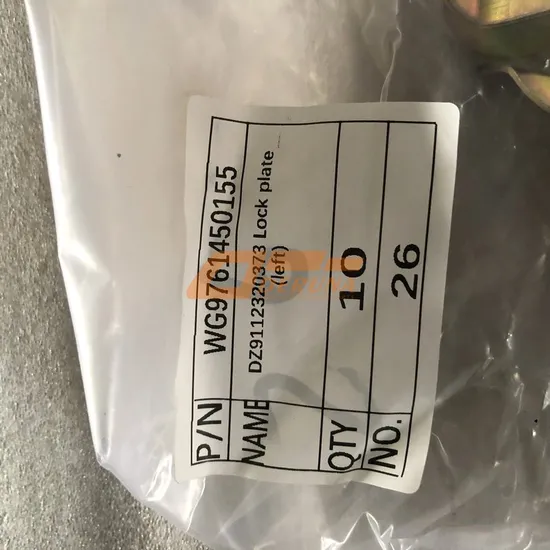 P/N WG9761450155
NAME DZ9112320373 Lock plate
(left)
QTY 10
NO. 26